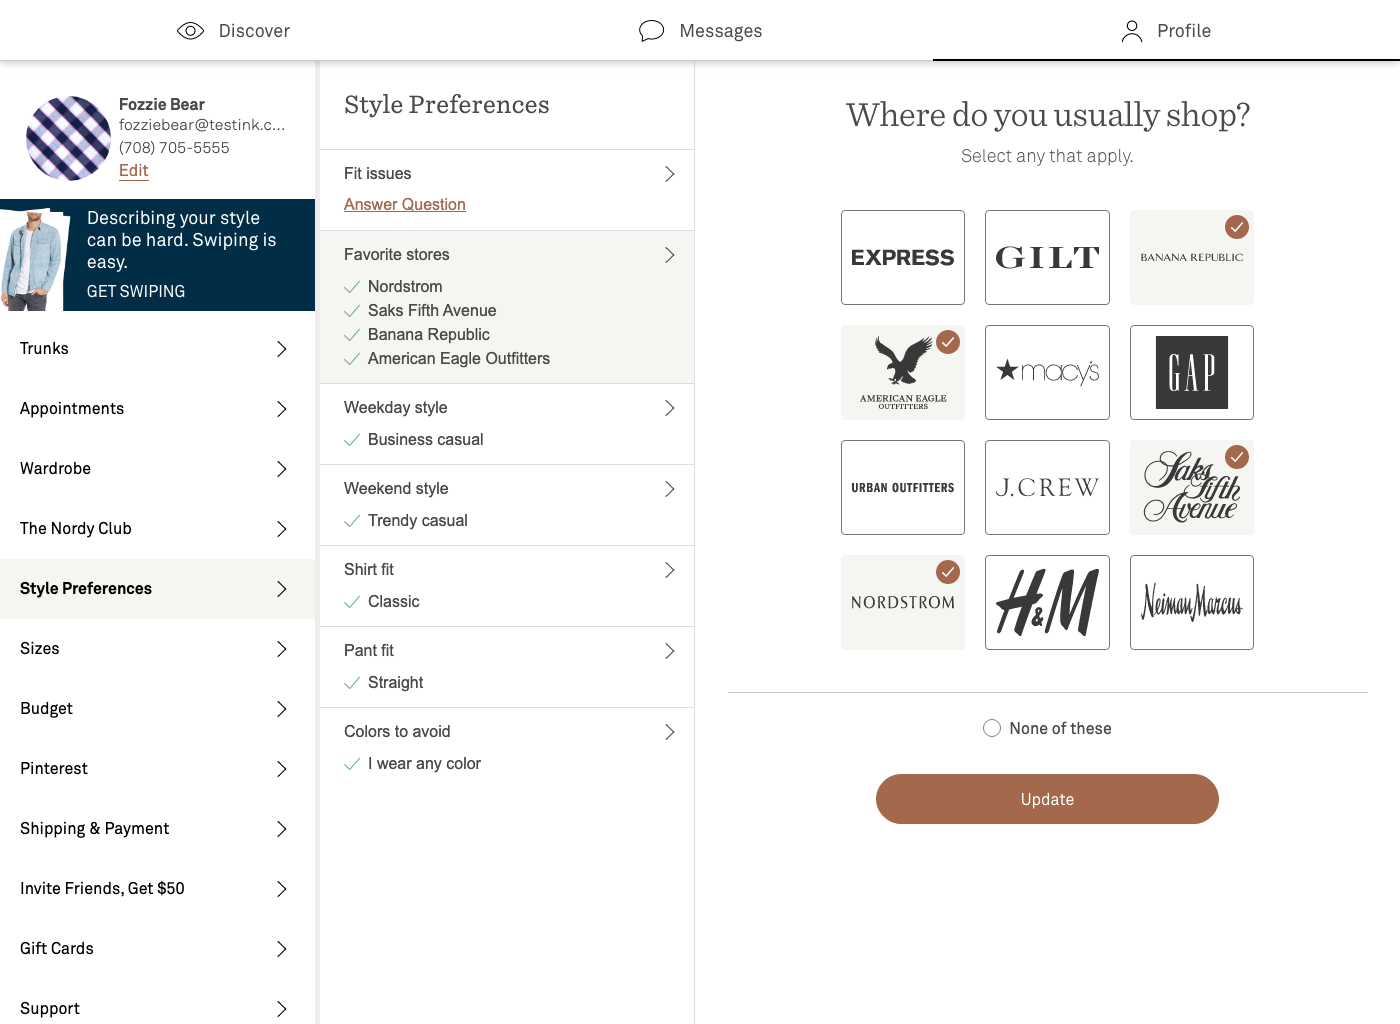 Discover
Messages
Profile
Fozzie Bear
fozziebear@testink.c...
(708) 705-5555
Edit
Describing your style
can be hard. Swiping is
easy.
GET SWIPING
Trunks
Appointments
Wardrobe
The Nordy Club
Style Preferences
Sizes
Budget
Pinterest
Shipping & Payment
Invite Friends, Get $50
Gift Cards
Support
Style Preferences
Fit issues
Answer Question
Favorite stores
Nordstrom
Saks Fifth Avenue
Banana Republic
American Eagle Outfitters
Weekday style
Business casual
Weekend style
Trendy casual
Shirt fit
Classic
Pant fit
Straight
Colors to avoid
I wear any color
Where do you usually shop?
Select any that apply.
EXPRESS
GILT
BANANA REPUBLIC
AMERICAN EAGLE
OUTFITTERS
macy's
GAP
URBAN OUTFITTERS
J.CREW
Saks
Fifth
Avenue
NORDSTROM
H&M
Neiman Marcus
None of these
Update